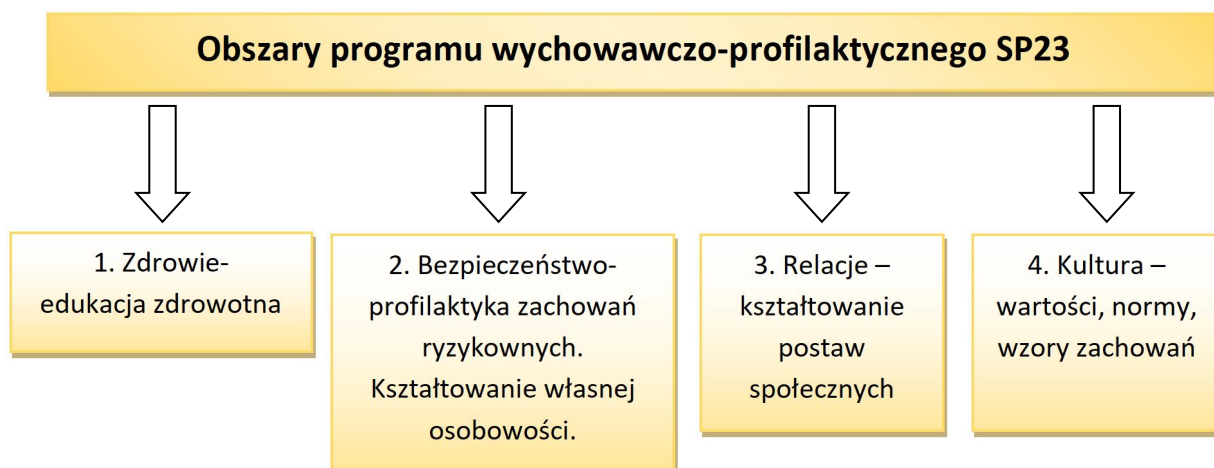 Obszary programu wychowawczo-profilaktycznego SP23
1. Zdrowie-
edukacja zdrowotna
2. Bezpieczeństwo-
profilaktyka zachowań
ryzykownych.
Kształtowanie własnej
osobowości.
3. Relacje –
kształtowanie
postaw
społecznych
4. Kultura –
wartości, normy,
wzory zachowań